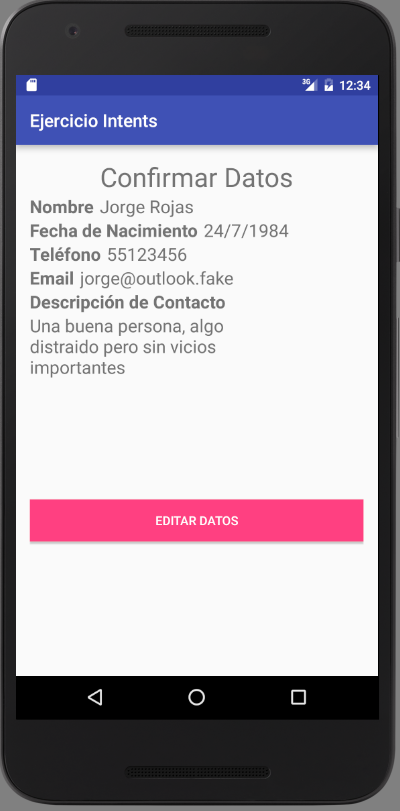 3G 12:34
Ejercicio Intents
Confirmar Datos
Nombre Jorge Rojas
Fecha de Nacimiento 24/7/1984
Teléfono 55123456
Email jorge@outlook.fake
Descripción de Contacto
Una buena persona, algo
distraido pero sin vicios
importantes
EDITAR DATOS